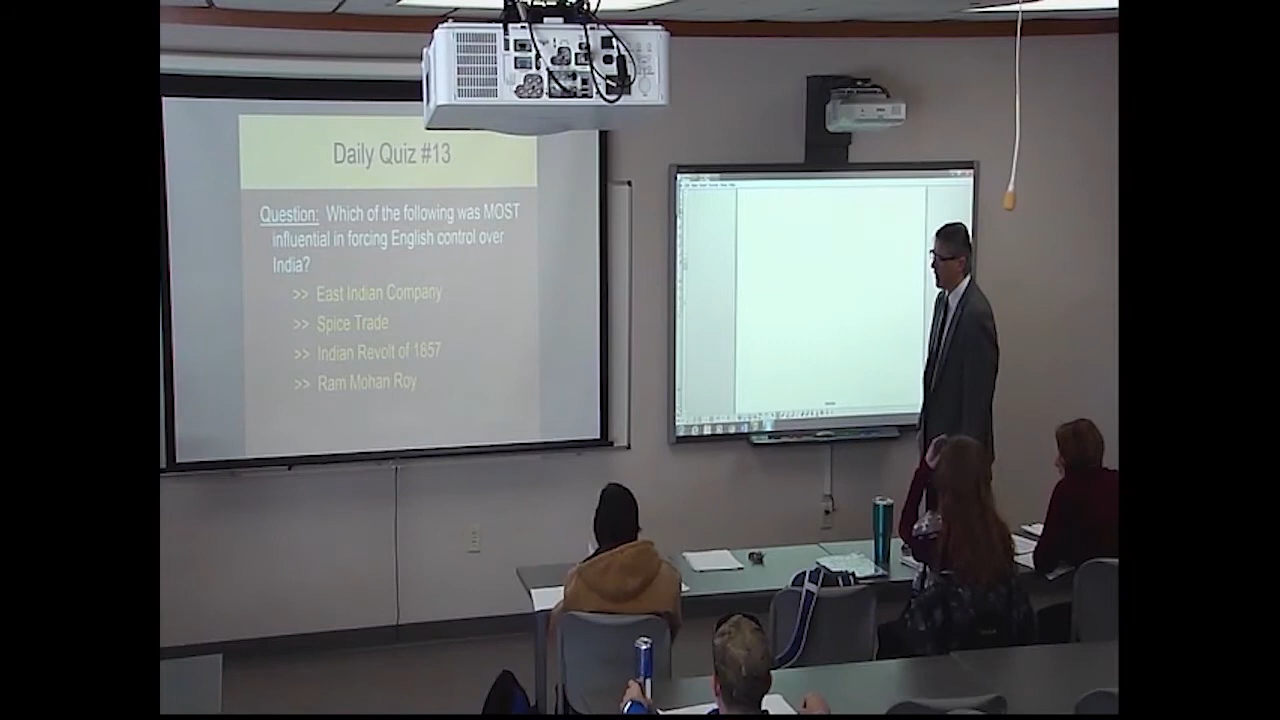 Daily Quiz #13
Question: Which of the following was MOST
influential in forcing English control over
India?
>> East Indian Company
>> Spice Trade
>> Indian Revolt of 1857
>> Ram Mohan Roy